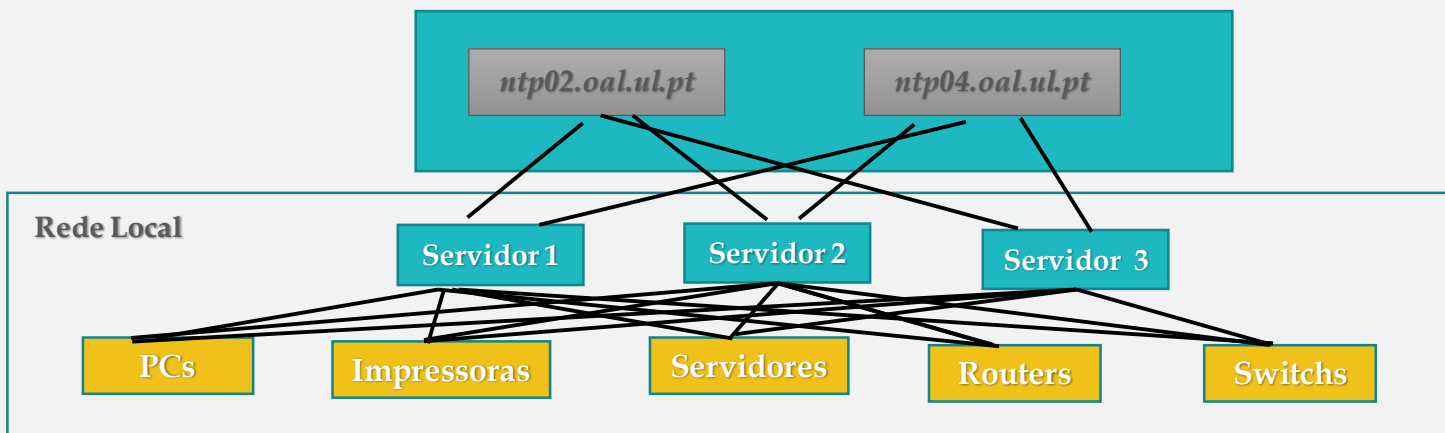 ntp02.oal.ul.pt
ntp04.oal.ul.pt
Rede Local
Servidor 1
Servidor 2
Servidor 3
PCs
Impressoras
Servidores
Routers
Switchs